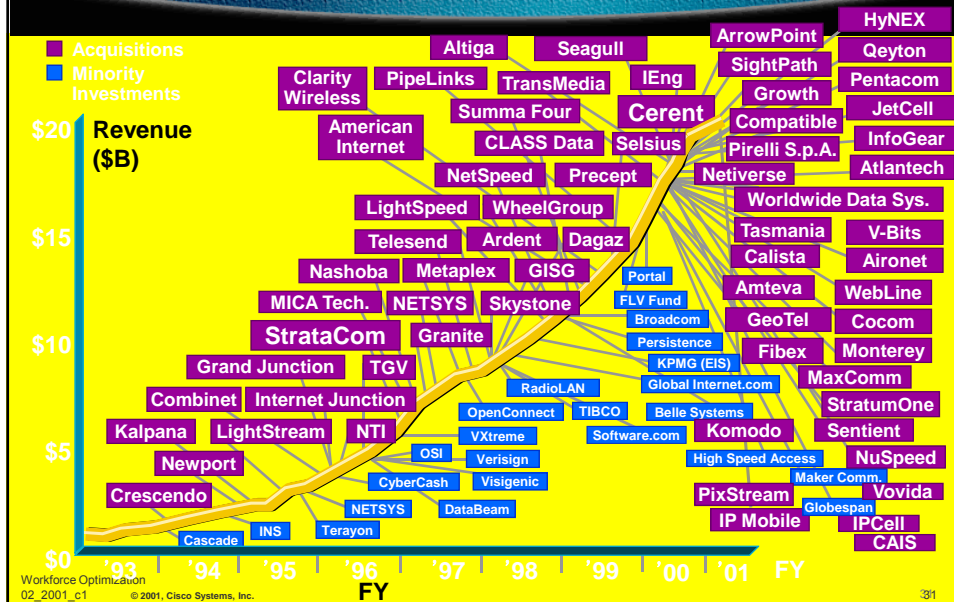 Acquisitions
Minority
Investments
Revenue
($B)
$20
$15
$10
$5
$0
Altiga
Seagull
ArrowPoint
HyNEX
Clarity
Wireless
PipeLinks
TransMedia
IEng
SightPath
Qeyton
Summa Four
Cerent
Growth
Pentacom
American
Internet
CLASS Data
Selsius
Compatible
JetCell
Pirelli S.p.A.
InfoGear
NetSpeed
Precept
Netiverse
Atlantech
LightSpeed
WheelGroup
Worldwide Data Sys.
Telesend
Ardent
Dagaz
Tasmania
V-Bits
Nashoba
Metaplex
GISG
Calista
Aironet
Portal
MICA Tech.
NETSYS
Skystone
FLV Fund
Amteva
WebLine
Broadcom
StrataCom
Granite
Persistence
GeoTel
Cocom
Grand Junction
TGV
KPMG (EIS)
Fibex
Monterey
RadioLAN
Global Internet.com
MaxComm
Combinet
Internet Junction
OpenConnect
TIBCO
Belle Systems
StratumOne
Kalpana
LightStream
NTI
VXtreme
Software.com
Komodo
Sentient
Newport
OSI
Verisign
High Speed Access
NuSpeed
Crescendo
CyberCash
Visigenic
Maker Comm.
PixStream
Vovida
NETSYS
DataBeam
Globespan
Cascade
INS
Terayon
IP Mobile
IPCell
CAIS
'93
'94
'95
'96
'97
'98
'99
'00
'01
FY
FY
Workforce Optimization
02_2001_c1
© 2001, Cisco Systems, Inc.